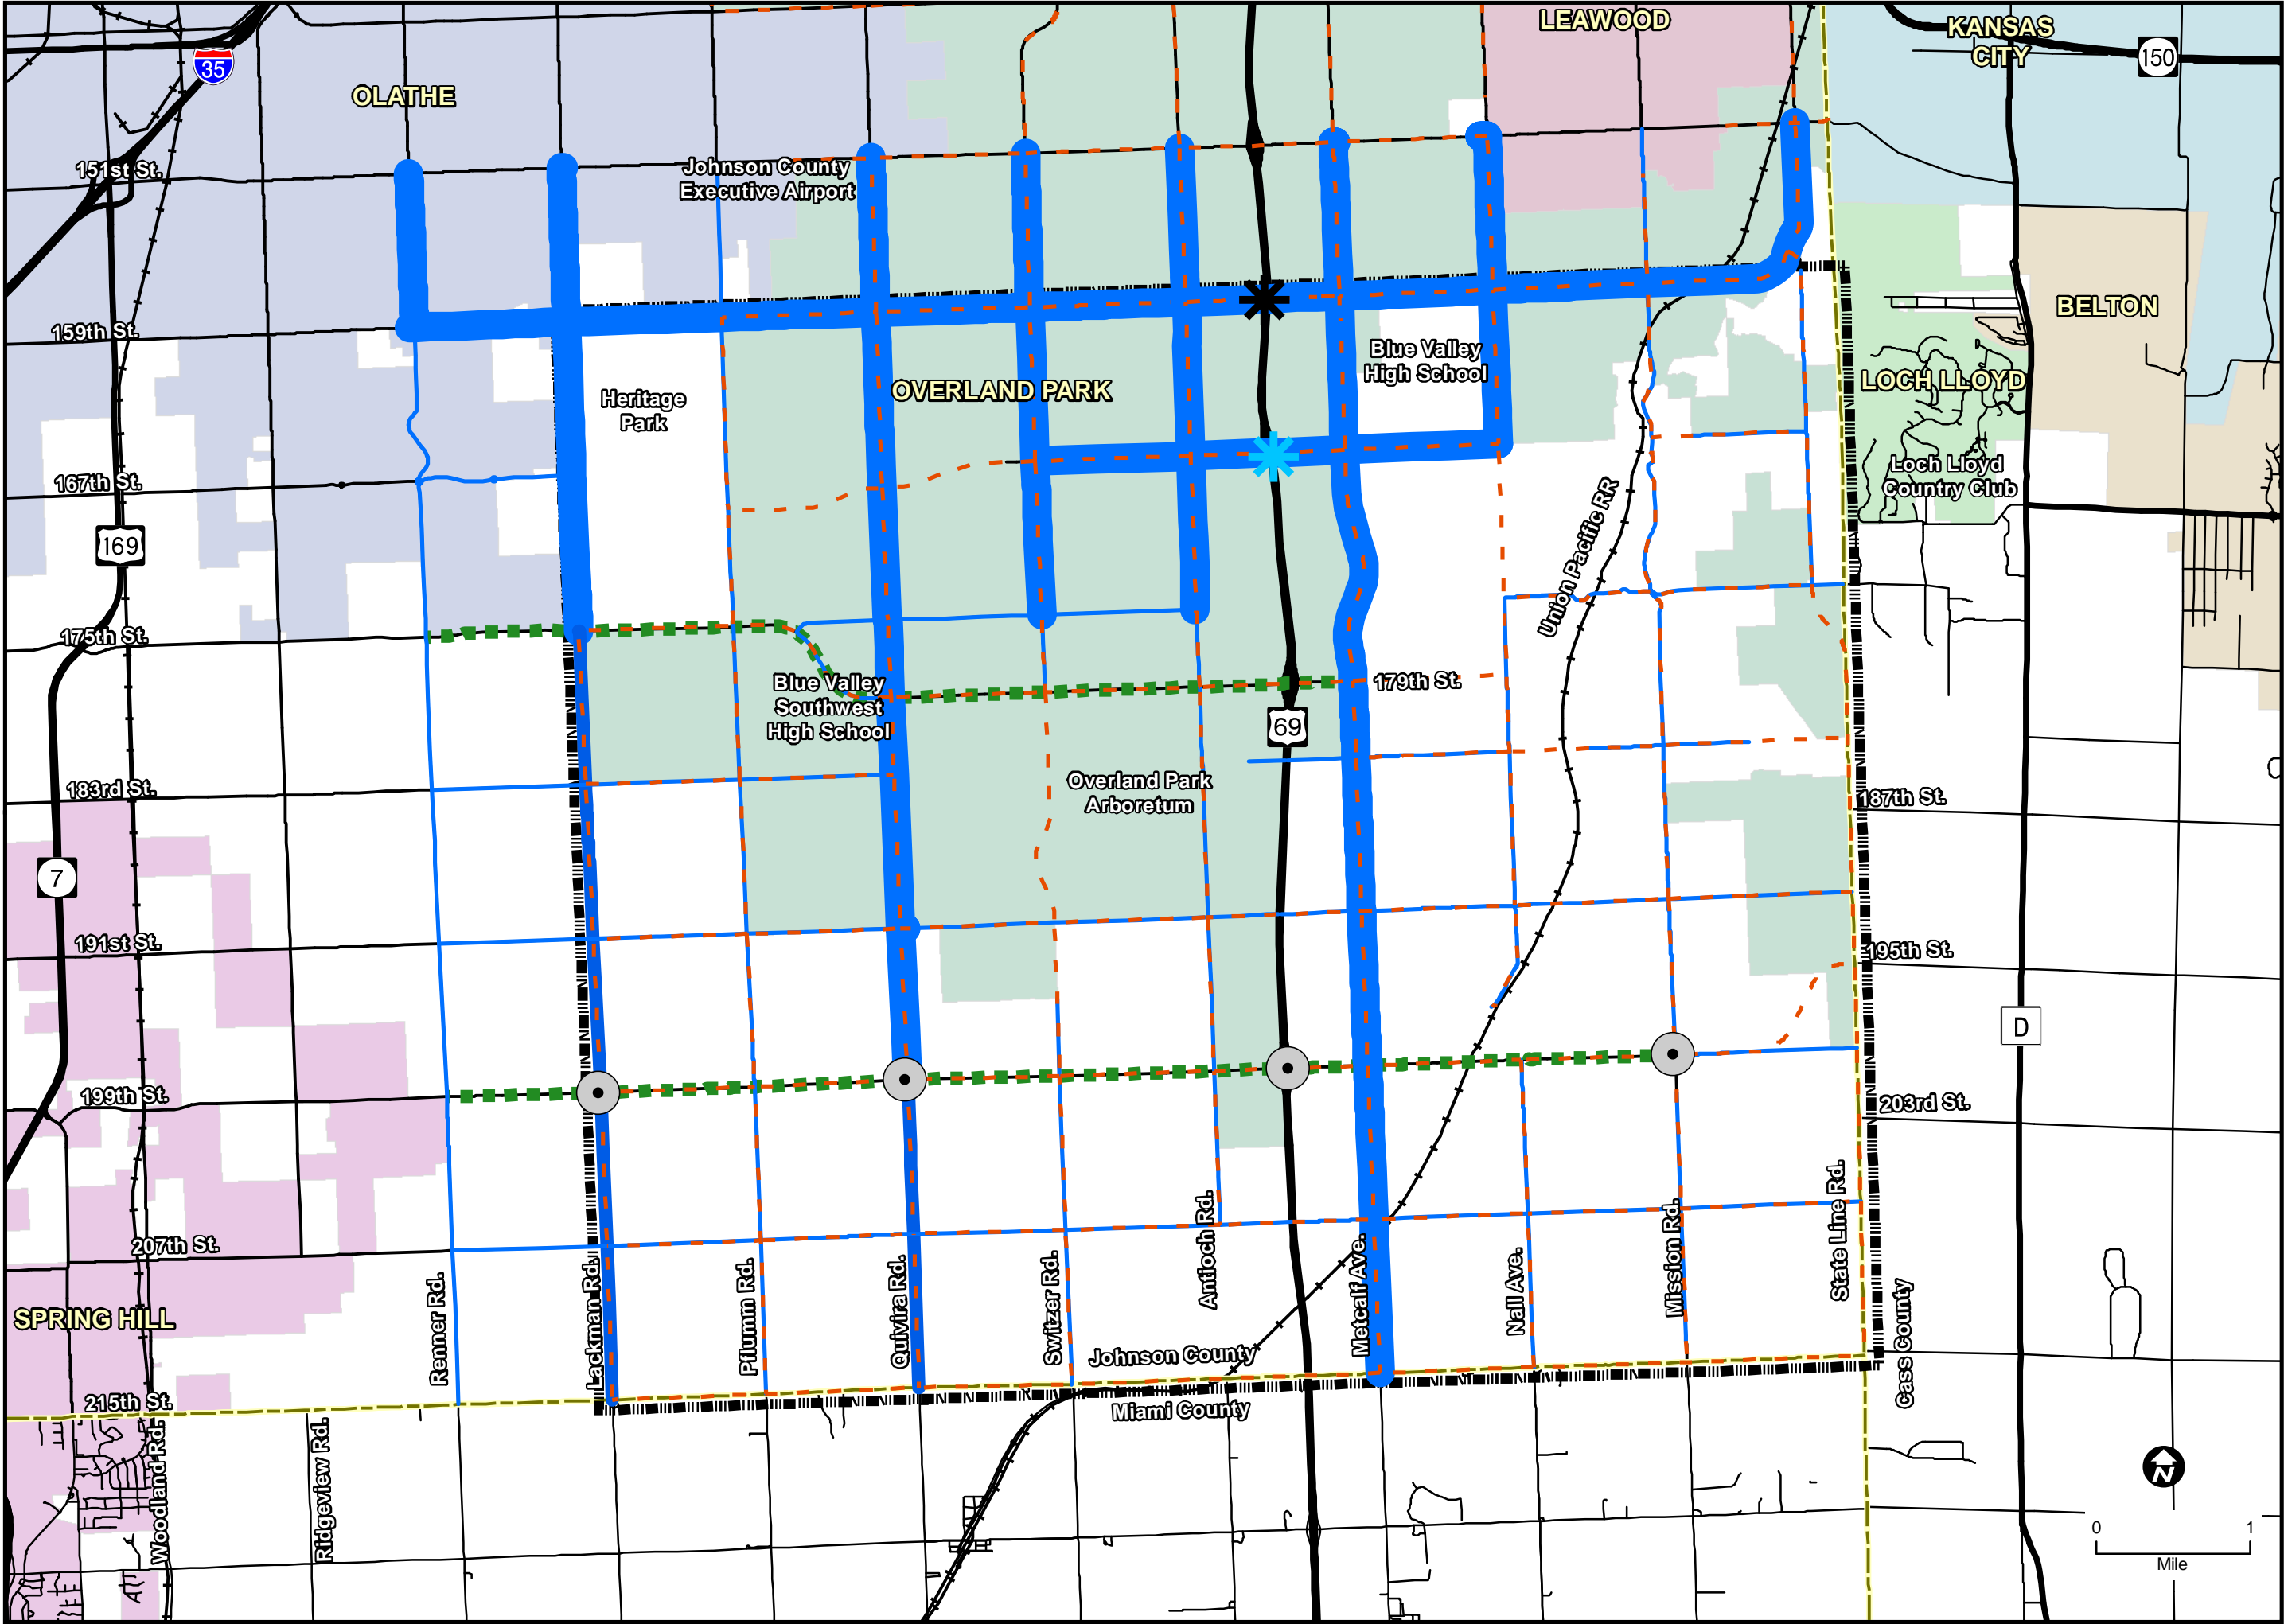 LEAWOOD
KANSAS
CITY
150
35
OLATHE
151st St.
Johnson County
Executive Airport
159th St.
BELTON
Blue Valley
High School
OVERLAND PARK
LOCH LLOYD
Heritage
Park
167th St.
Loch Lloyd
Country Club
169
Union Pacific RR
175th St.
Blue Valley
Southwest
High School
179th St.
69
183rd St.
Overland Park
Arboretum
187th St.
7
191st St.
195th St.
D
199th St.
203rd St.
207th St.
SPRING HILL
Renner Rd.
Lackman Rd.
Pflumm Rd.
Quivira Rd.
Switzer Rd.
Antioch Rd.
Metcalf Ave.
Nall Ave.
Mission Rd.
State Line Rd.
Cass County
Johnson County
Miami County
215th St.
Woodland Rd.
Ridgeview Rd.
N
0 1
Mile